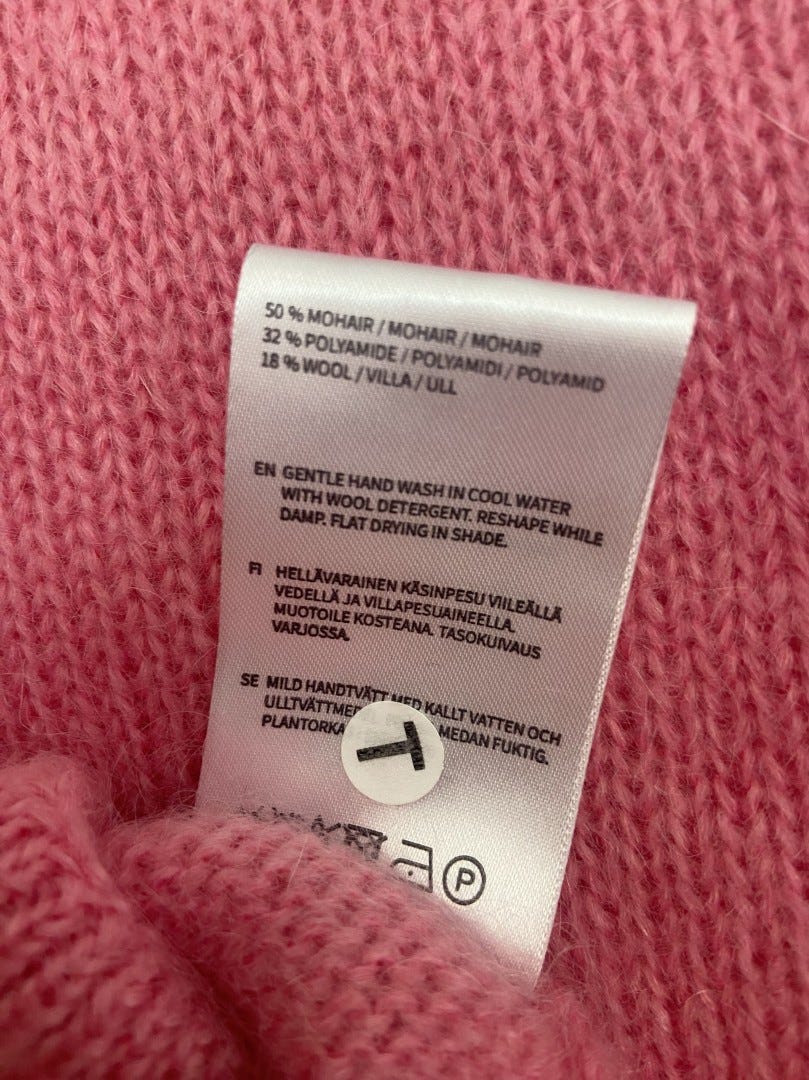 50 % MOHAIR / MOHAIR / MOHAIR
32 % POLYAMIDE / POLYAMIDI / POLYAMID
18 % WOOL / VILLA / ULL
EN GENTLE HAND WASH IN COOL WATER
WITH WOOL DETERGENT. RESHAPE WHILE
DAMP. FLAT DRYING IN SHADE.
FI HELLÄVARAINEN KÄSINPESU VIILEÄLLÄ
VEDELLÄ JA VILLAPESUAINEELLA.
MUOTOILE KOSTEANA. TASOKUIVAUS
VARJOSSA.
SE MILD HANDTVÄTT MED KALLT VATTEN OCH
MEDAN FUKTIG.
T
P